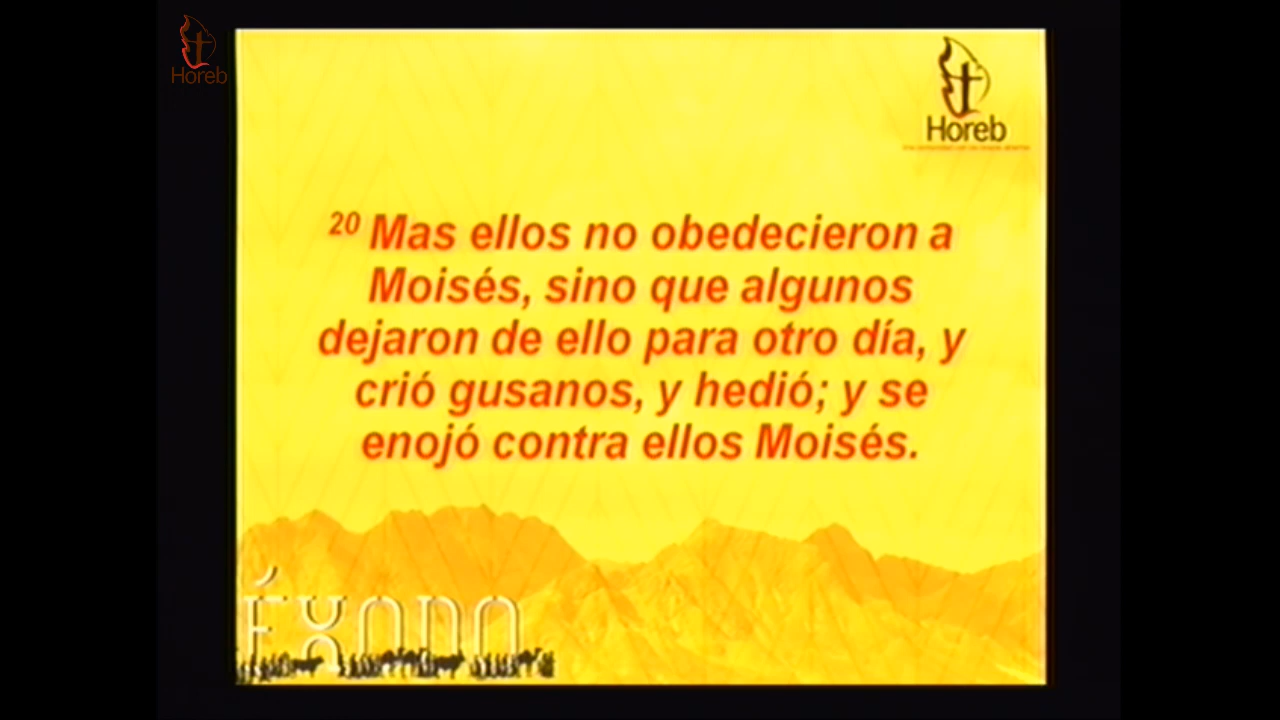 Horeb
Horeb
20 Mas ellos no obedecieron a
Moisés, sino que algunos
dejaron de ello para otro día, y
crió gusanos, y hedió; y se
enojó contra ellos Moisés.
ÉXODO